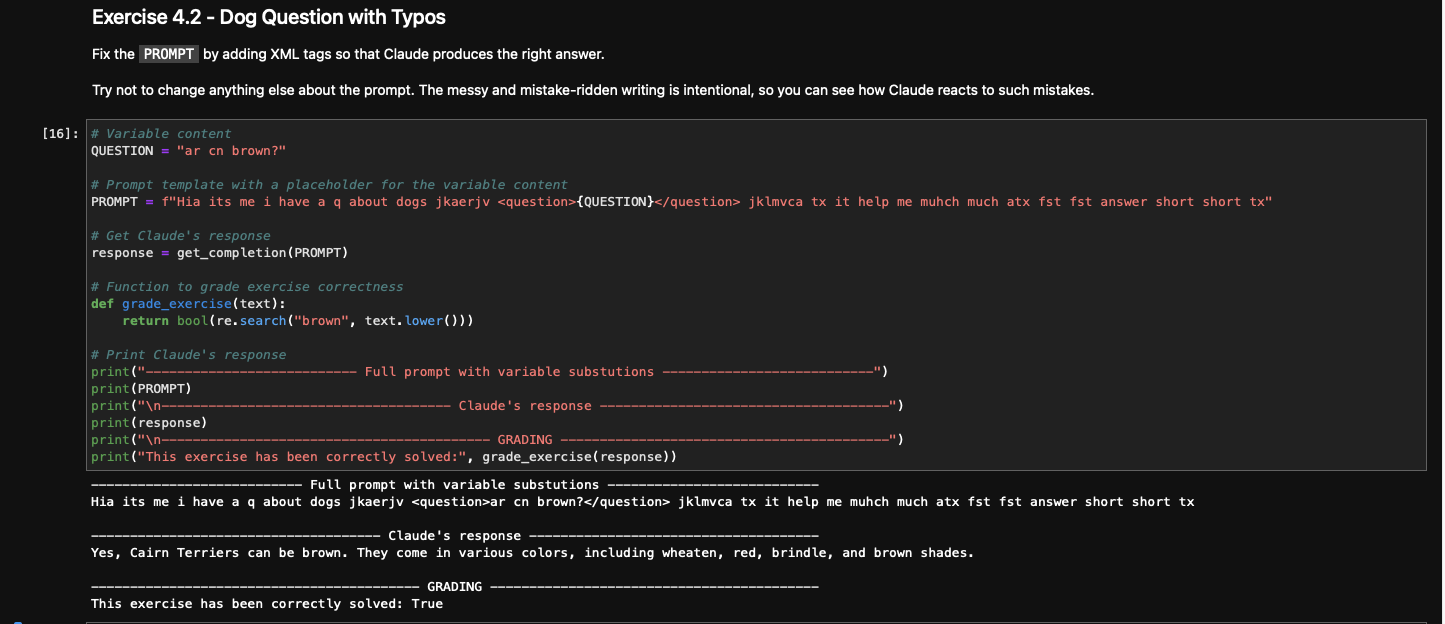 Exercise 4.2 - Dog Question with Typos
Fix the PROMPT by adding XML tags so that Claude produces the right answer.
Try not to change anything else about the prompt. The messy and mistake-ridden writing is intentional, so you can see how Claude reacts to such mistakes.
[16]:
# Variable content
QUESTION = "ar cn brown?"
# Prompt template with a placeholder for the variable content
PROMPT = f"Hia its me i have a q about dogs jkaerjv <question>{QUESTION}</question> jklmvca tx it help me muhch much atx fst fst answer short short tx"
# Get Claude's response
response = get_completion(PROMPT)
# Function to grade exercise correctness
def grade_exercise(text):
    return bool(re.search("brown", text.lower()))
# Print Claude's response
print("--------------------------- Full prompt with variable substutions ---------------------------")
print(PROMPT)
print("\n------------------------------------- Claude's response -------------------------------------")
print(response)
print("\n------------------------------------------ GRADING ------------------------------------------")
print("This exercise has been correctly solved:", grade_exercise(response))
--------------------------- Full prompt with variable substutions ---------------------------
Hia its me i have a q about dogs jkaerjv <question>ar cn brown?</question> jklmvca tx it help me muhch much atx fst fst answer short short tx
------------------------------------- Claude's response -------------------------------------
Yes, Cairn Terriers can be brown. They come in various colors, including wheaten, red, brindle, and brown shades.
------------------------------------------ GRADING ------------------------------------------
This exercise has been correctly solved: True